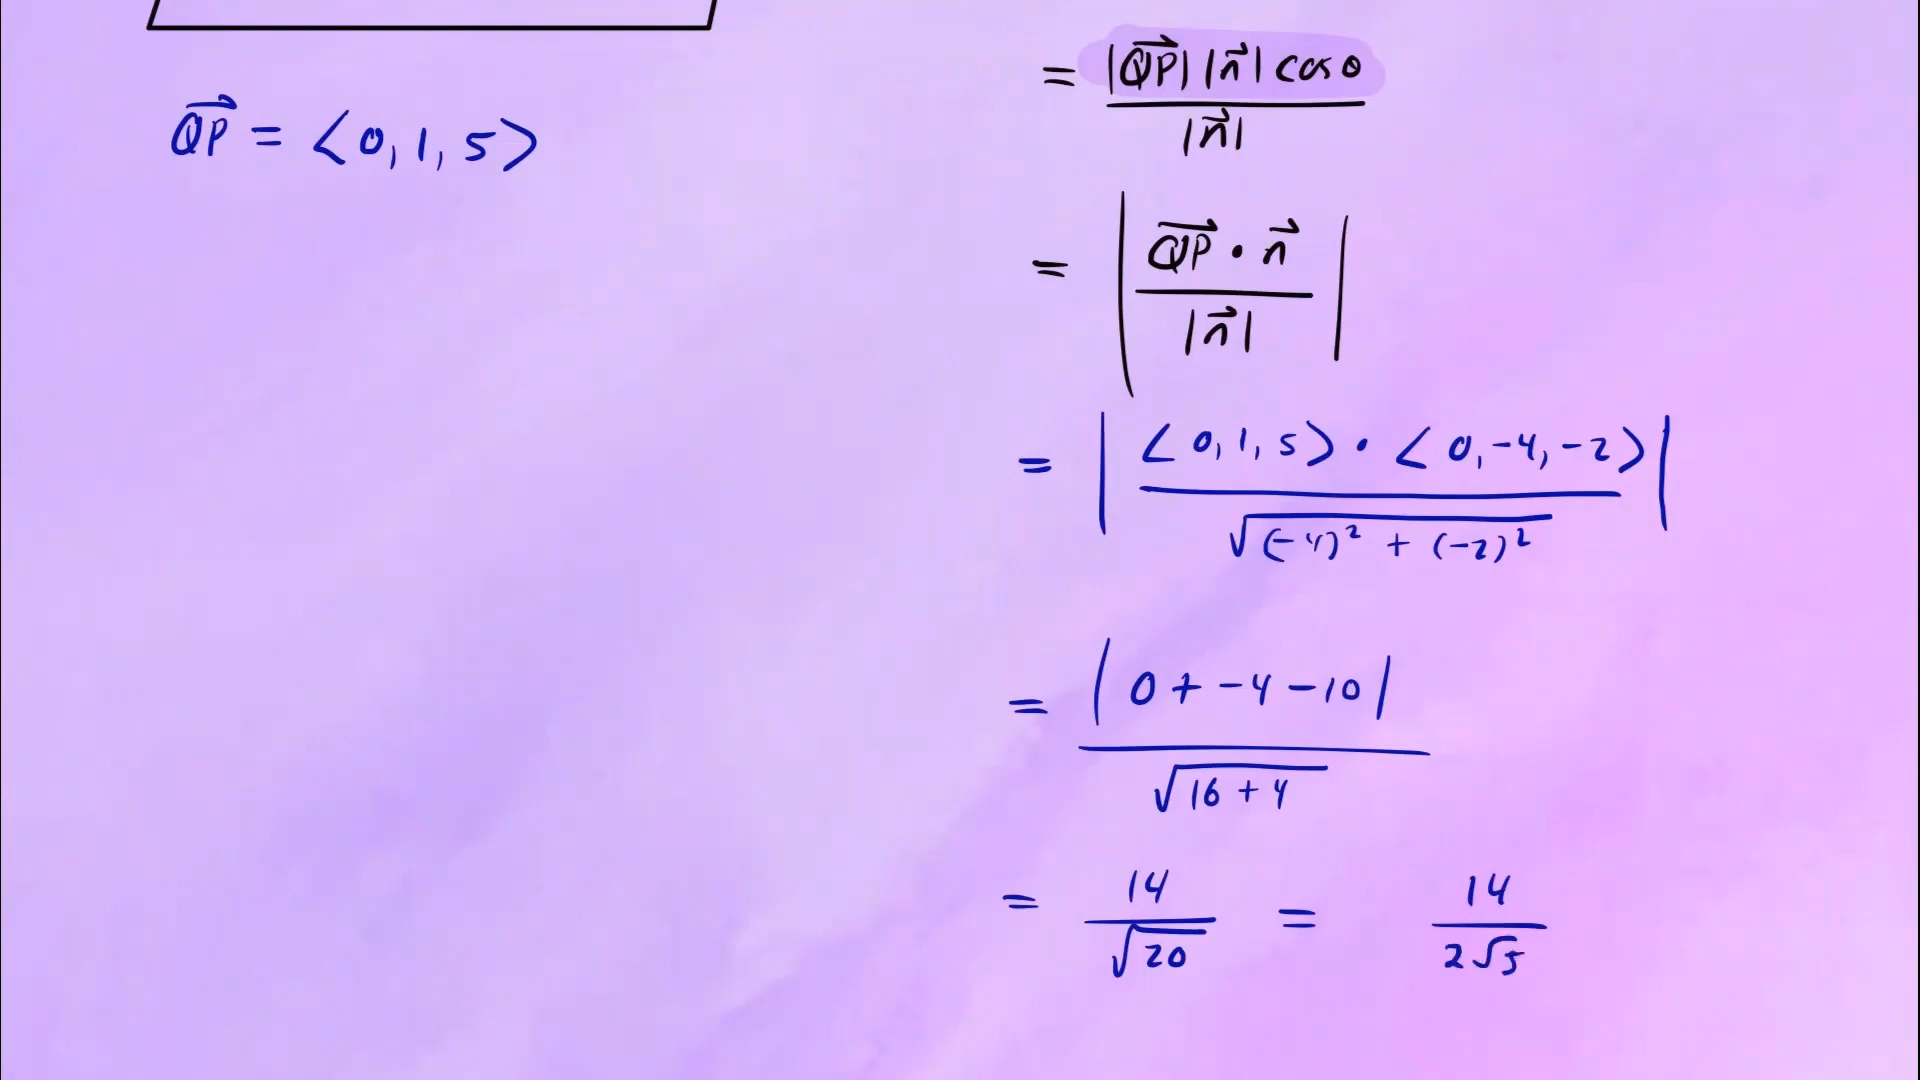 = |QP⃗| |n⃗| cos θ / |n⃗|
QP⃗ = <0, 1, 5>
= | QP⃗ · n⃗ / |n⃗| |
= | <0, 1, 5> · <0, -4, -2> / √((-4)² + (-2)²) |
= |0 + -4 -10| / √(16 + 4)
= 14 / √20 = 14 / 2√5